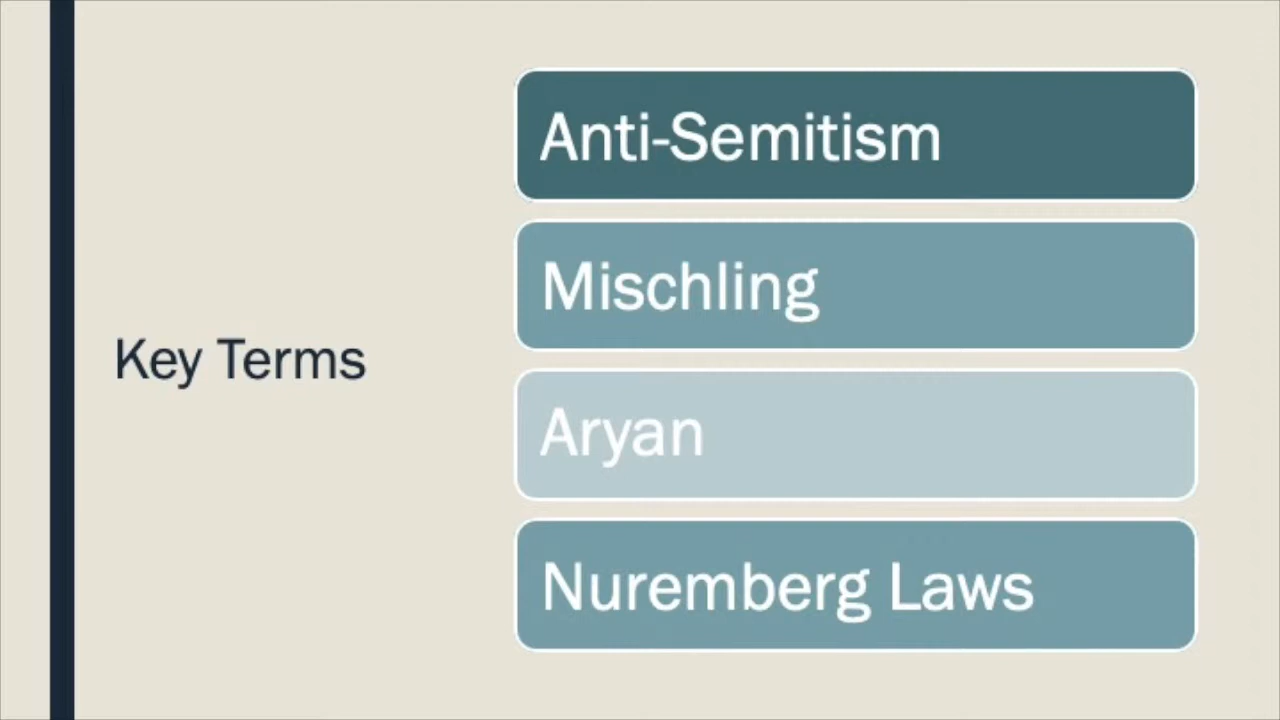 Key Terms
Anti-Semitism
Mischling
Aryan
Nuremberg Laws